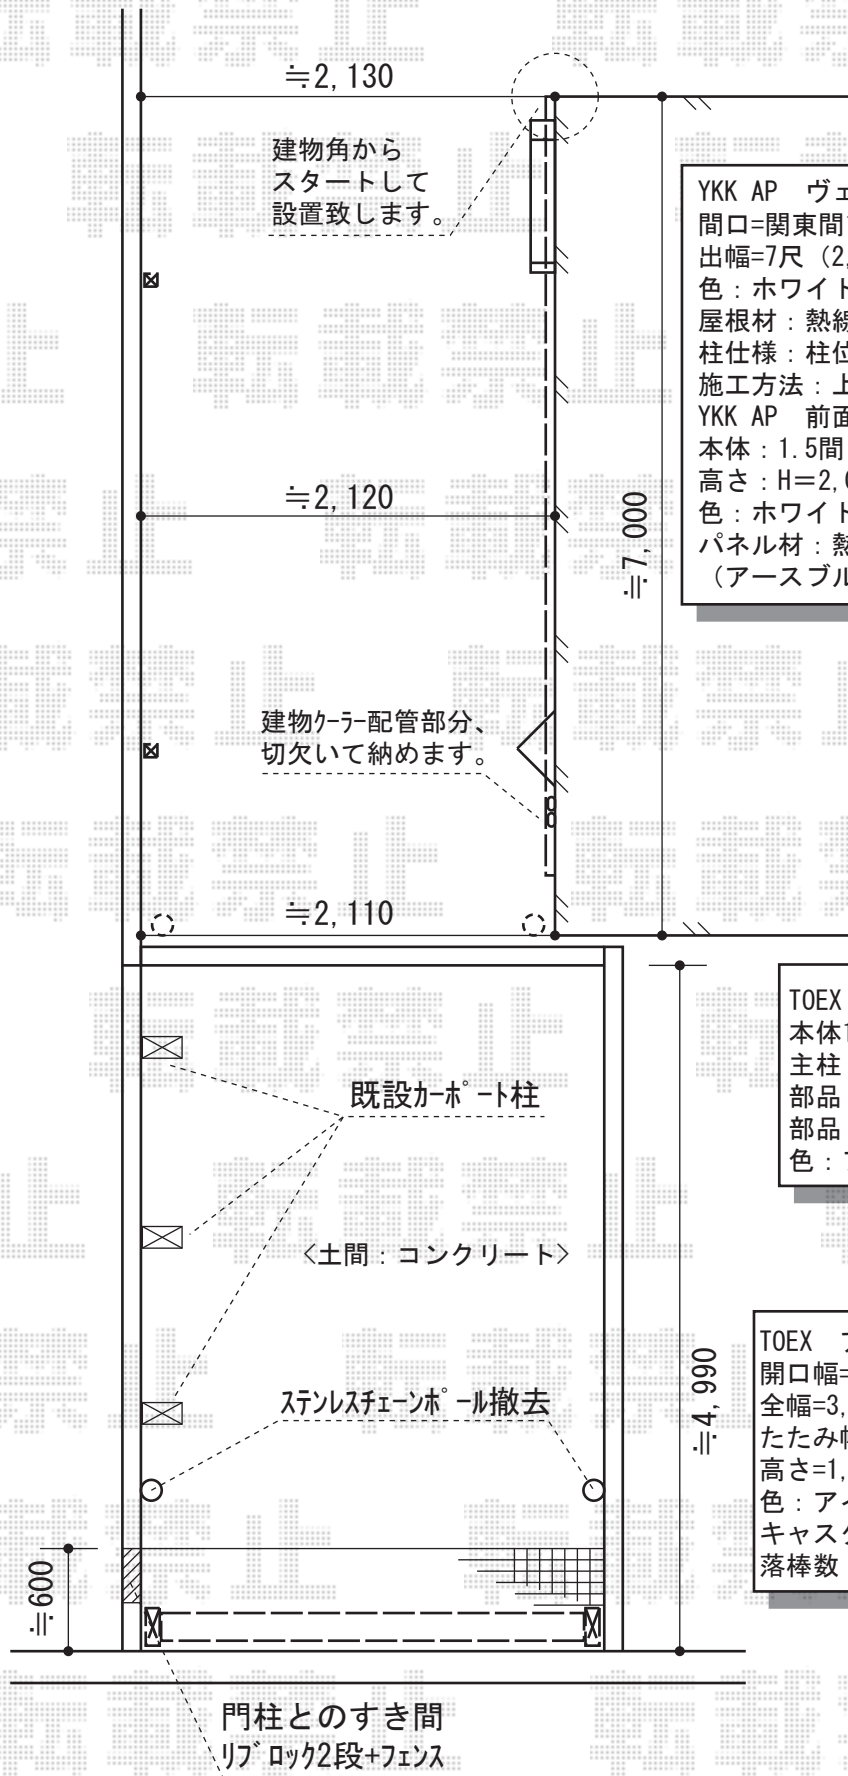 ≒2,130
建物角から
スタートして
設置致します。
YKK AP ヴェ
間口=関東間
出幅=7尺（2,
色：ホワイト
屋根材：熱線
柱仕様：柱位
施工方法：上
YKK AP 前面
本体：1.5間
高さ：H＝2,
色：ホワイト
パネル材：熱
（アースブル
≒2,120
≒7,000
建物ｸｰﾗｰ配管部分、
切欠いて納めます。
≒2,110
TOEX
本体1
主柱
部品
部品
色：
既設ｶｰﾎﾟｰﾄ柱
〈土間：コンクリート〉
TOEX
開口幅=
全幅=3,
たたみ幅
高さ=1,
色：アイ
キャスタ
落棒数
≒4,990
ｽﾃﾝﾚｽﾁｪｰﾝﾎﾟｰﾙ撤去
≒600
門柱とのすき間
ﾘﾌﾞﾛｯｸ2段+ﾌｪﾝｽ
転載禁止